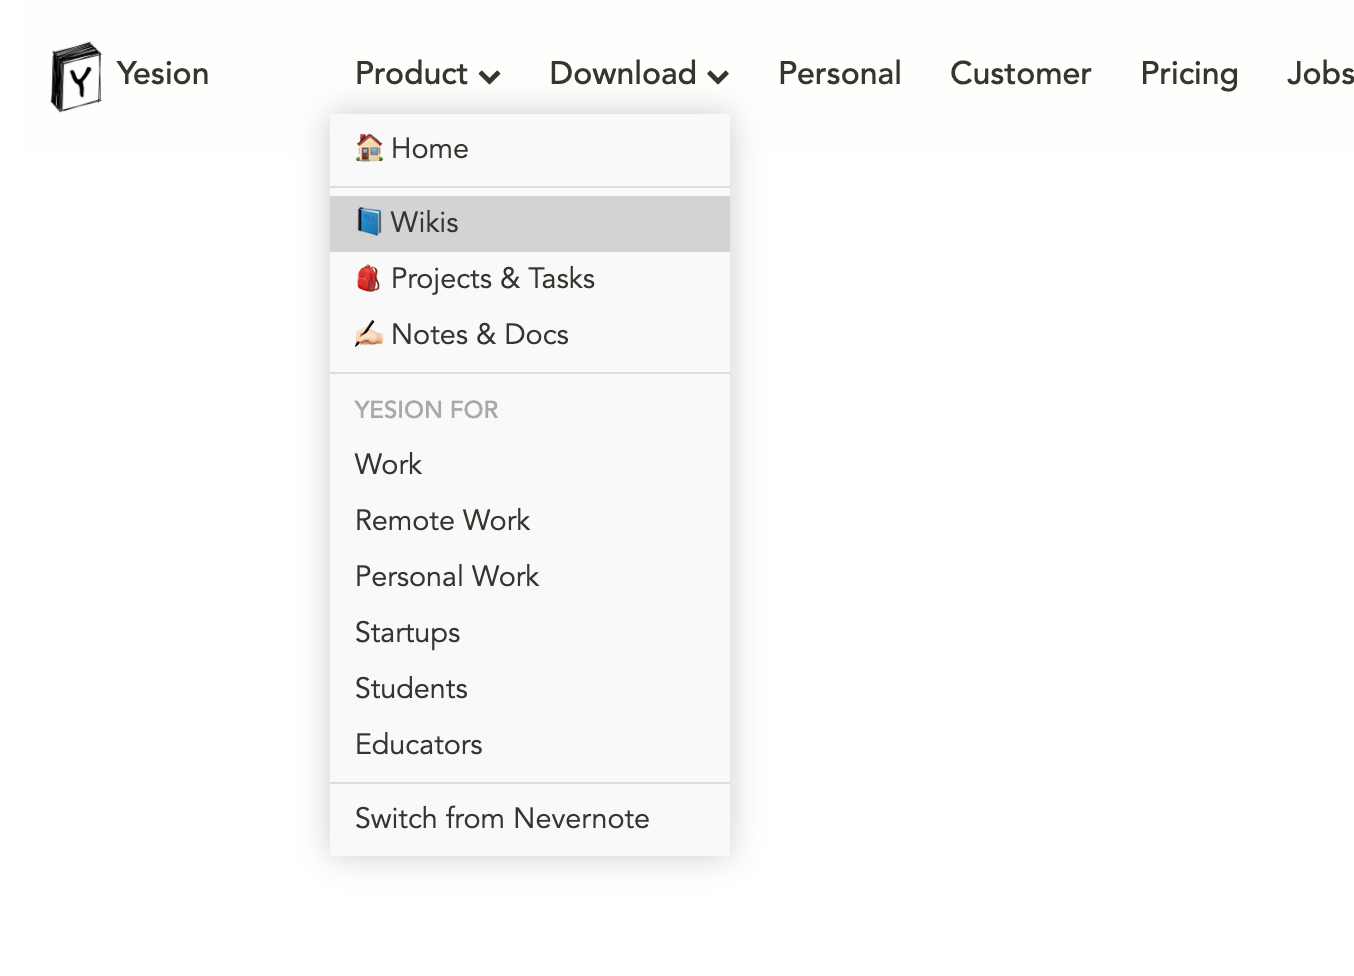 Y Yesion Product Download Personal Customer Pricing Jobs
Home
Wikis
Projects & Tasks
Notes & Docs
YESION FOR
Work
Remote Work
Personal Work
Startups
Students
Educators
Switch from Nevernote